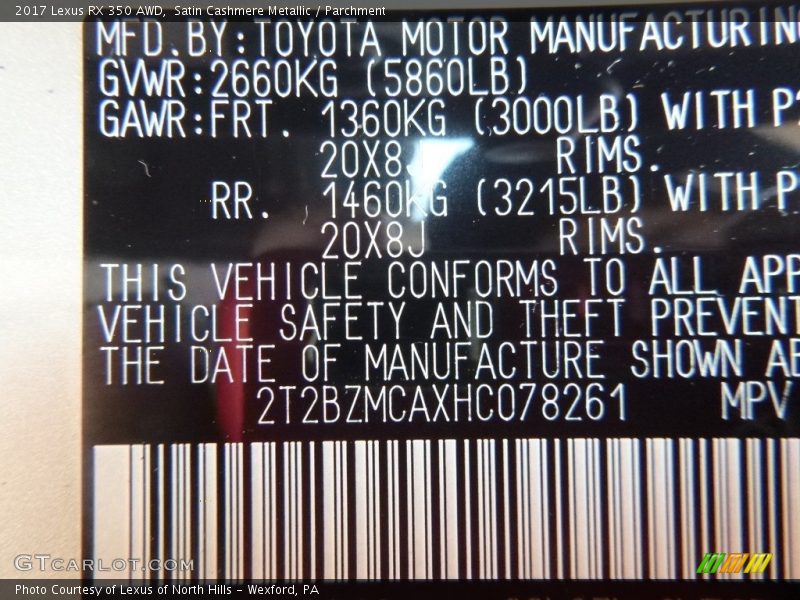 2017 Lexus RX 350 AWD, Satin Cashmere Metallic / Parchment
MFD.BY:TOYOTA MOTOR MANUFACTURING
GVWR:2660KG (5860LB)
GAWR:FRT. 1360KG (3000LB) WITH
20X8J RIMS.
RR. 1460KG (3215LB) WITH P
20X8J RIMS.
THIS VEHICLE CONFORMS TO ALL APP
VEHICLE SAFETY AND THEFT PREVENT
THE DATE OF MANUFACTURE SHOWN AB
2T2BZMCAXHC078261 MPV
GTCARLOT.COM
Photo Courtesy of Lexus of North Hills – Wexford, PA